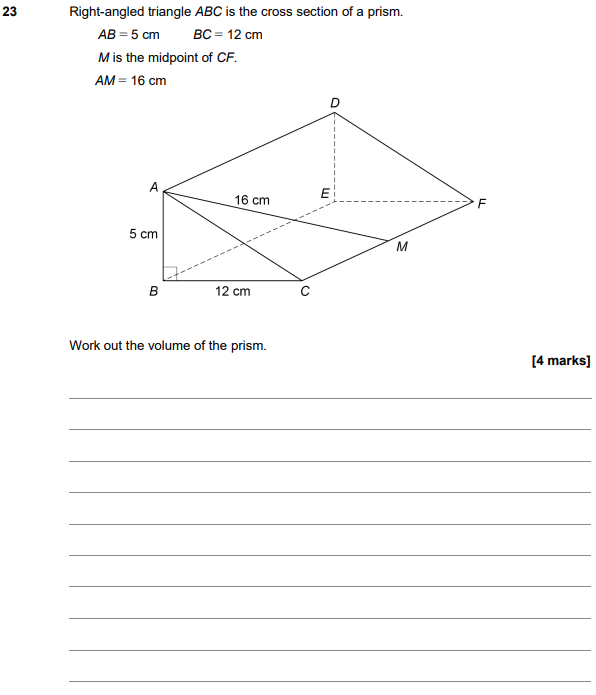 23 Right-angled triangle ABC is the cross section of a prism.
AB = 5 cm BC = 12 cm
M is the midpoint of CF.
AM = 16 cm
D
A
16 cm
E
F
5 cm
M
B
12 cm
C
Work out the volume of the prism.
[4 marks]